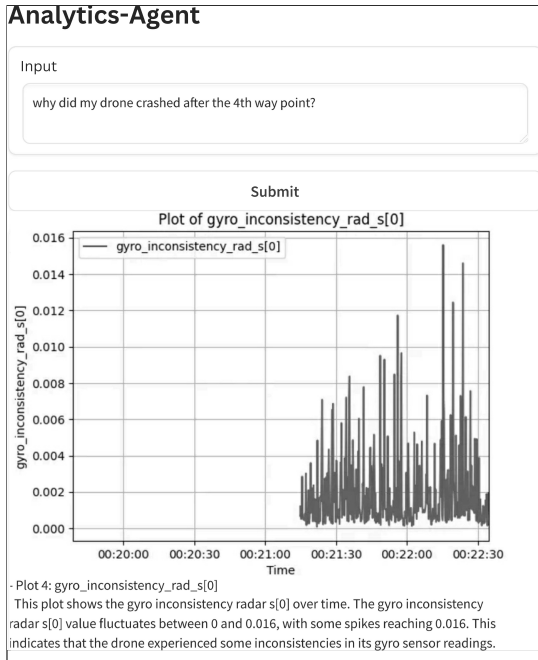 Analytics-Agent
Input
why did my drone crashed after the 4th way point?
Submit
Plot of gyro_inconsistency_rad_s[0]
gyro_inconsistency_rad_s[0]
0.016
0.014
0.012
0.010
0.008
0.006
0.004
0.002
0.000
gyro_inconsistency_rad_s[0]
00:20:00 00:20:30 00:21:00 00:21:30 00:22:00 00:22:30
Time
- Plot 4: gyro_inconsistency_rad_s[0]
This plot shows the gyro inconsistency radar s[0] over time. The gyro inconsistency
radar s[0] value fluctuates between 0 and 0.016, with some spikes reaching 0.016. This
indicates that the drone experienced some inconsistencies in its gyro sensor readings.